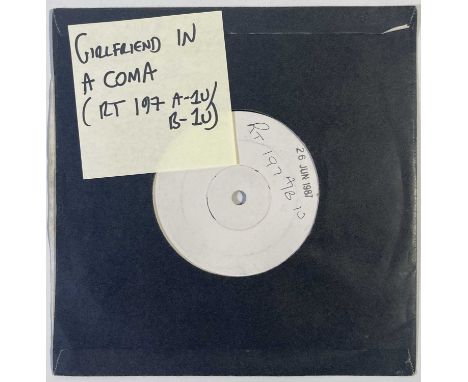 GIRLFRIEND IN
A COMA
(RT 197 A-1U/
B-1U)
26 JUN 1987
RT 197 A/B 1U